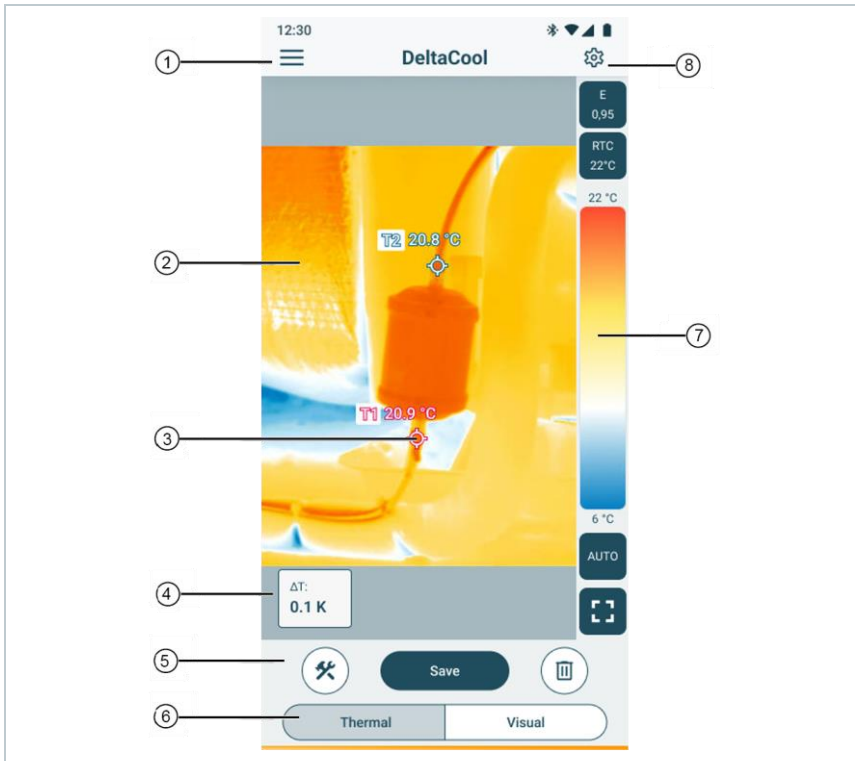 12:30
① DeltaCool ⑧
E
0,95
RTC
22°C
22 °C
T2 20.8 °C
②
⑦
T1 20.9 °C
③
6 °C
AUTO
④ ΔT:
0.1 K
⑤ Save
⑥ Thermal Visual